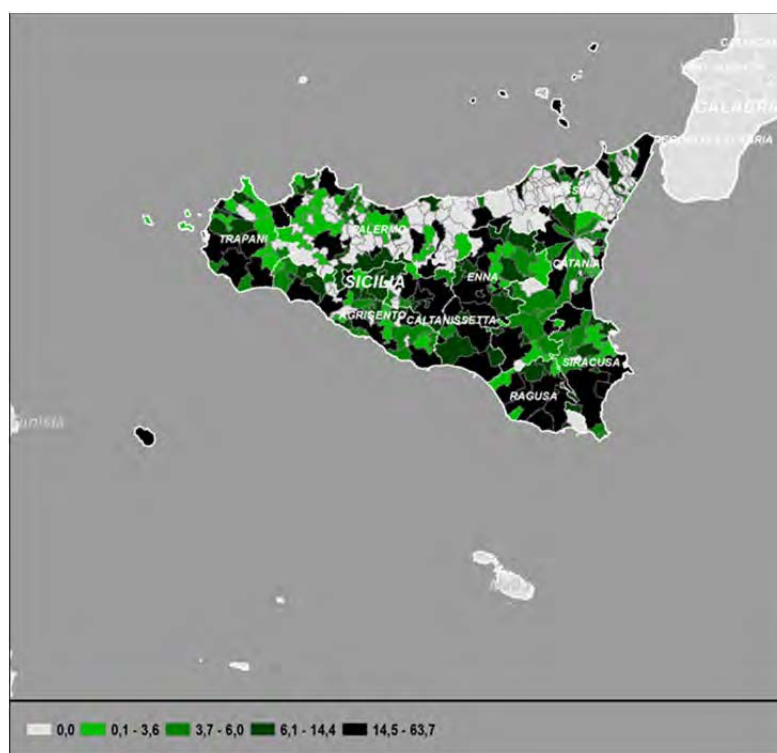 CALABRIA
PALERMO
TRAPANI
CATANIA
ENNA
SICILIA
AGRIGENTO
CALTANISSETTA
SIRACUSA
RAGUSA
0,0
0,1 - 3,6
3,7 - 6,0
6,1 - 14,4
14,5 - 63,7